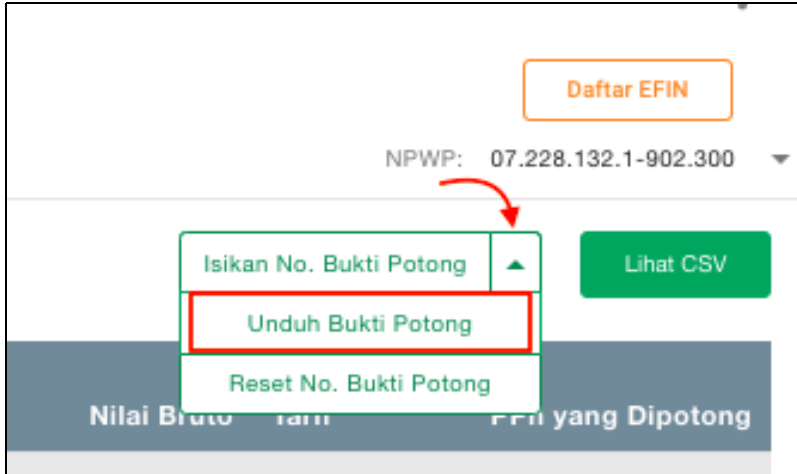 Daftar EFIN
NPWP: 07.228.132.1-902.300
Isikan No. Bukti Potong
Lihat CSV
Unduh Bukti Potong
Reset No. Bukti Potong
Nilai Bruto Tarif PPh yang Dipotong